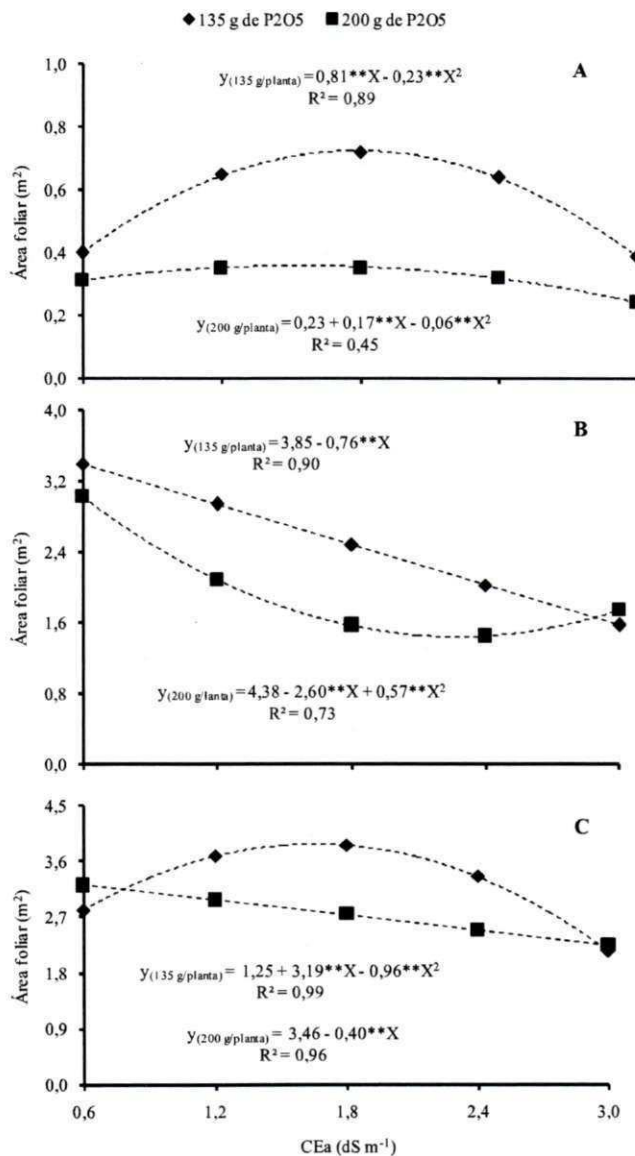 ◆ 135 g de P2O5 ■ 200 g de P2O5
A
y(135 g/planta) = 0,81**X - 0,23**X²
R² = 0,89
1,0
0,8
0,6
0,4
0,2
0,0
Área foliar (m²)
y(200 g/planta) = 0,23 + 0,17**X - 0,06**X²
R² = 0,45
B
y(135 g/planta) = 3,85 - 0,76**X
R² = 0,90
4,0
3,2
2,4
1,6
0,8
0,0
Área foliar (m²)
y(200 g/lanta) = 4,38 - 2,60**X + 0,57**X²
R² = 0,73
C
4,5
3,6
2,7
1,8
0,9
0,0
Área foliar (m²)
y(135 g/planta) = 1,25 + 3,19**X - 0,96**X²
R² = 0,99
y(200 g/planta) = 3,46 - 0,40**X
R² = 0,96
0,6 1,2 1,8 2,4 3,0
CEa (dS m⁻¹)